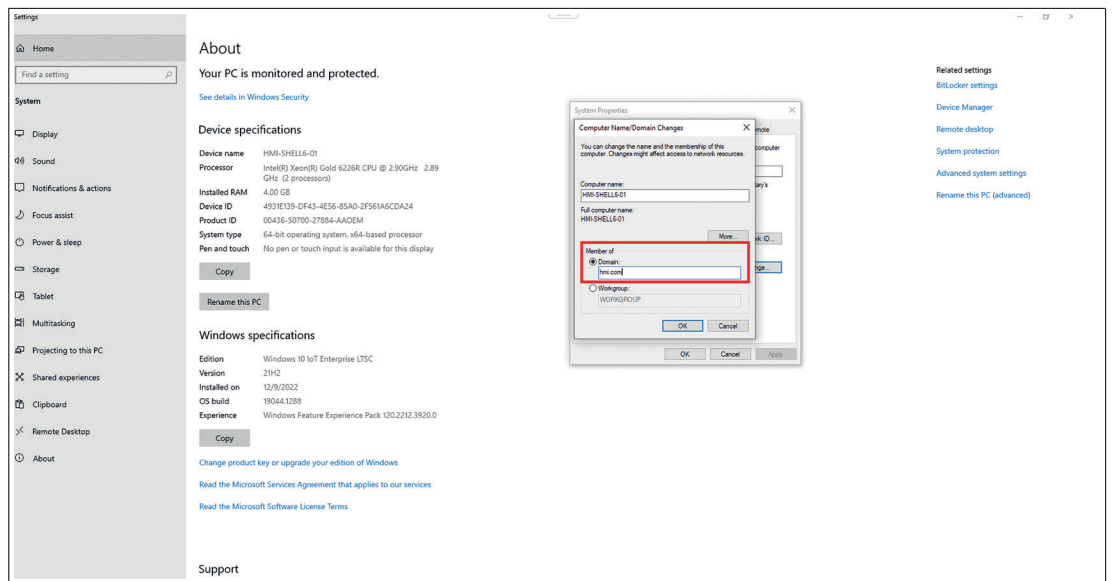 Settings
Home
Find a setting
System
Display
Sound
Notifications & actions
Focus assist
Power & sleep
Storage
Tablet
Multitasking
Projecting to this PC
Shared experiences
Clipboard
Remote Desktop
About
About
Your PC is monitored and protected.
See details in Windows Security
Device specifications
Device name HMI-SHELL6-01
Processor Intel(R) Xeon(R) Gold 6226R CPU @ 2.90GHz 2.89
GHz (2 processors)
Installed RAM 4.00 GB
Device ID 4931E139-DF43-4E56-85A0-2F561A6CDA24
Product ID 00436-50700-27884-AAOEM
System type 64-bit operating system, x64-based processor
Pen and touch No pen or touch input is available for this display
Copy
Rename this PC
Windows specifications
Edition Windows 10 IoT Enterprise LTSC
Version 21H2
Installed on 12/9/2022
OS build 19044.1288
Experience Windows Feature Experience Pack 120.2212.3920.0
Copy
Change product key or upgrade your edition of Windows
Read the Microsoft Services Agreement that applies to our services
Read the Microsoft Software License Terms
Support
System Properties
Computer Name/Domain Changes
You can change the name and the membership of this
computer. Changes might affect access to network resources.
Computer name:
HMI-SHELL6-01
Full computer name:
HMI-SHELL6-01
More...
Member of
Domain:
hmi.com
Workgroup:
WORKGROUP
OK Cancel
mote
computer
ary's
rk ID...
nge...
OK Cancel Apply
Related settings
BitLocker settings
Device Manager
Remote desktop
System protection
Advanced system settings
Rename this PC (advanced)